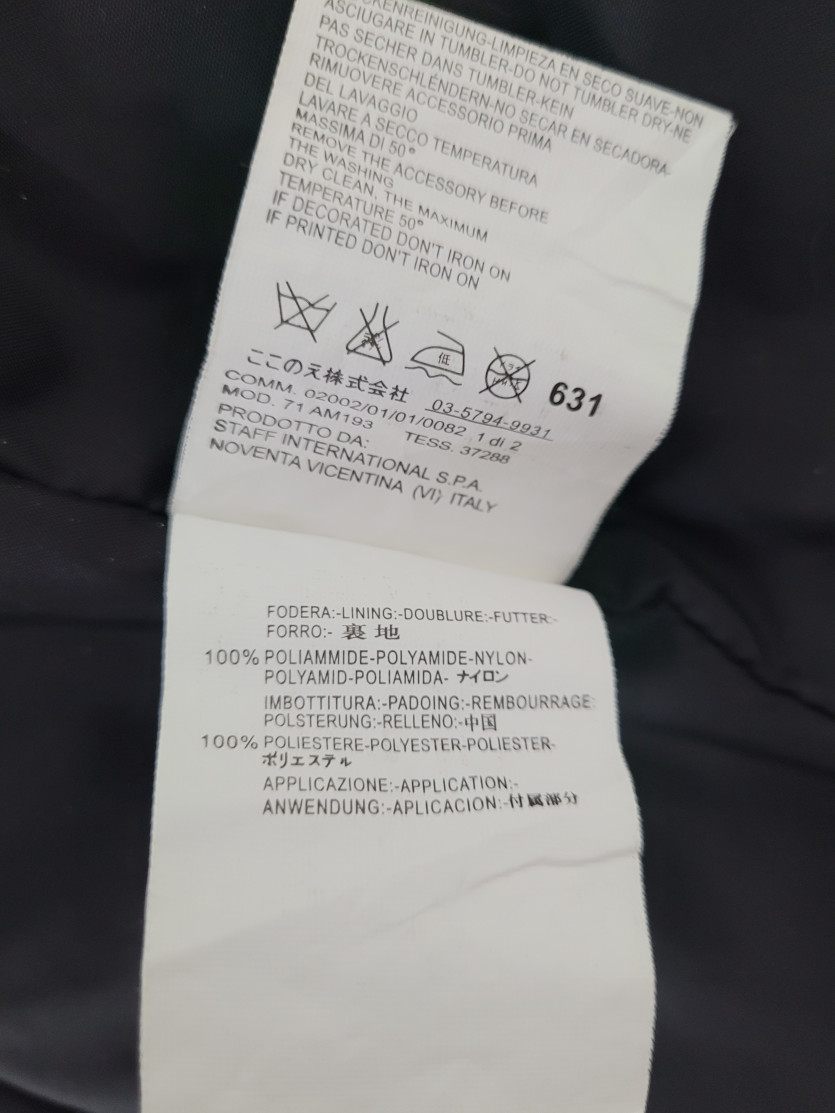 CKENREINIGUNG-LIMPIEZA EN SECO SUAVE-NON
ASCIUGARE IN TUMBLER-DO NOT TUMBLER DRY-NE
PAS SECHER DANS TUMBLER-KEIN
TROCKENSCHLËNDERN-NO SECAR EN SECADORA-
RIMUOVERE ACCESSORIO PRIMA
DEL LAVAGGIO
LAVARE A SECCO TEMPERATURA
MASSIMA DI 50°
REMOVE THE ACCESSORY BEFORE
THE WASHING
DRY CLEAN, THE MAXIMUM
TEMPERATURE 50°
IF DECORATED DON'T IRON ON
IF PRINTED DON'T IRON ON
低
631
ここのえ株式会社 03-5794-9931
COMM. 02002/01/01/0082 1 di 2
MOD. 71 AM193 TESS. 37288
PRODOTTO DA:
STAFF INTERNATIONAL S.P.A.
NOVENTA VICENTINA (VI) ITALY
FODERA:-LINING:-DOUBLURE:-FUTTER:-
FORRO:- 裏地
100% POLIAMMIDE-POLYAMIDE-NYLON-
POLYAMID-POLIAMIDA- ナイロン
IMBOTTITURA:-PADOING:-REMBOURRAGE:
POLSTERUNG:-RELLENO:-中国
100% POLIESTERE-POLYESTER-POLIESTER-
ポリエステル
APPLICAZIONE:-APPLICATION:-
ANWENDUNG:-APLICACION:-付属部分